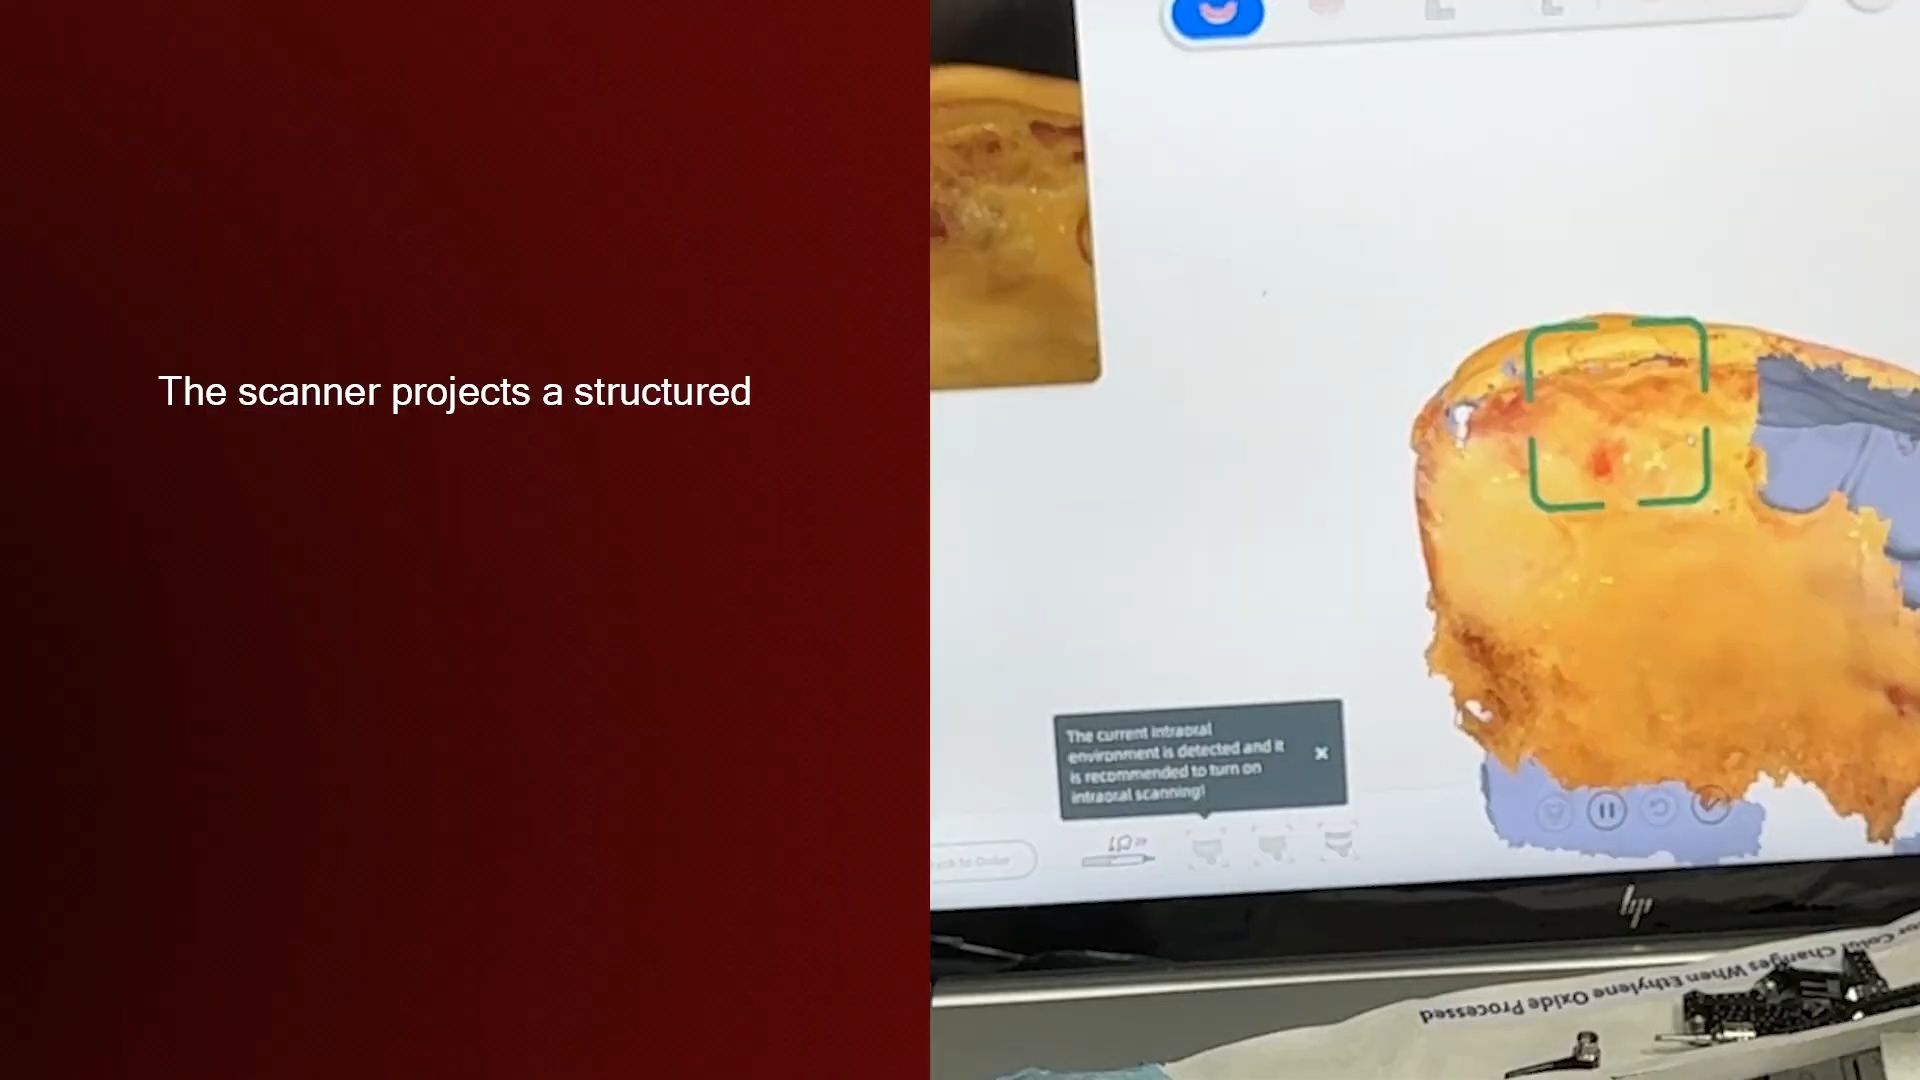 The scanner projects a structured
The current intraoral
environment is detected and it
is recommended to turn on
intraoral scanning!
hp
Changes When Ethylene Oxide Processed